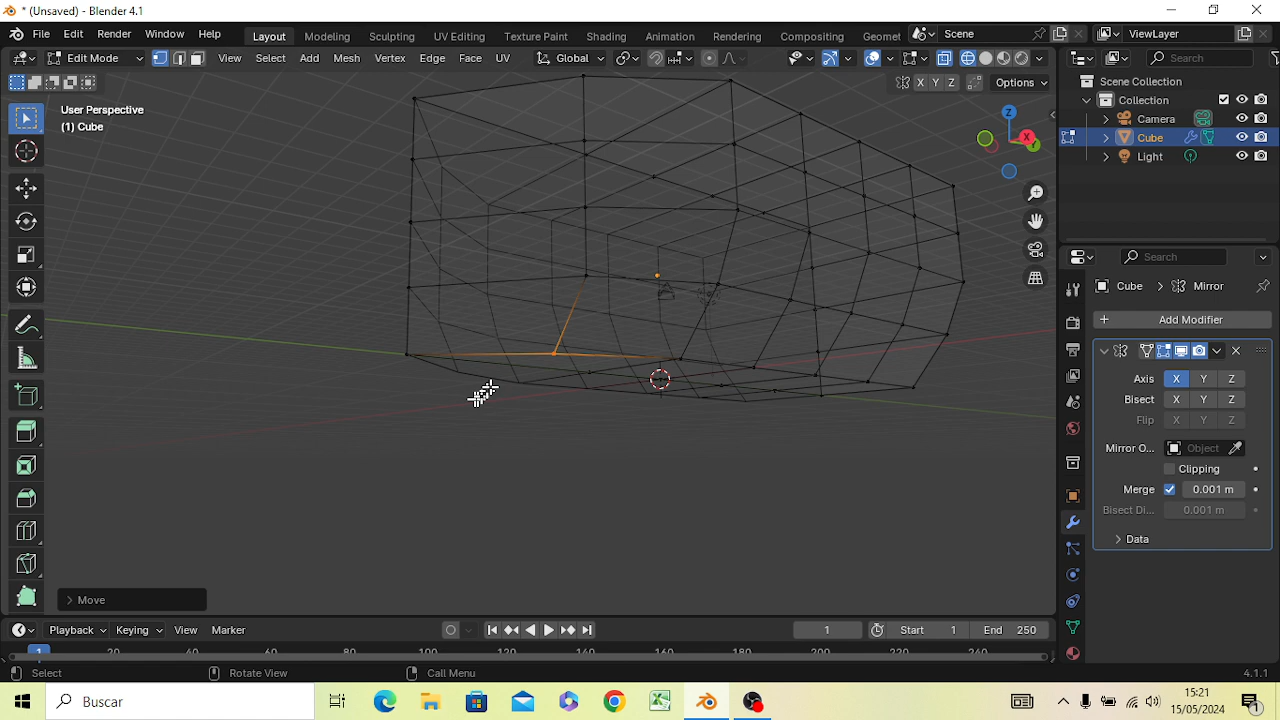 * (Unsaved) - Blender 4.1
File Edit Render Window Help Layout Modeling Sculpting UV Editing Texture Paint Shading Animation Rendering Compositing Geomet Scene ViewLayer
Edit Mode View Select Add Mesh Vertex Edge Face UV Global Search
X Y Z Options
User Perspective
(1) Cube
Scene Collection
Collection
Camera
Cube
Light
Z
X
Y
Search
Cube > Mirror
Add Modifier
Axis X Y Z
Bisect X Y Z
Flip X Y Z
Mirror O... Object
Clipping
Merge 0.001 m
Bisect Di... 0.001 m
Data
> Move
Playback Keying View Marker 1 Start 1 End 250
1 20 40 60 80 100 120 140 160 180 200 220 240
Select Rotate View Call Menu 4.1.1
Buscar
15:21
15/05/2024
1